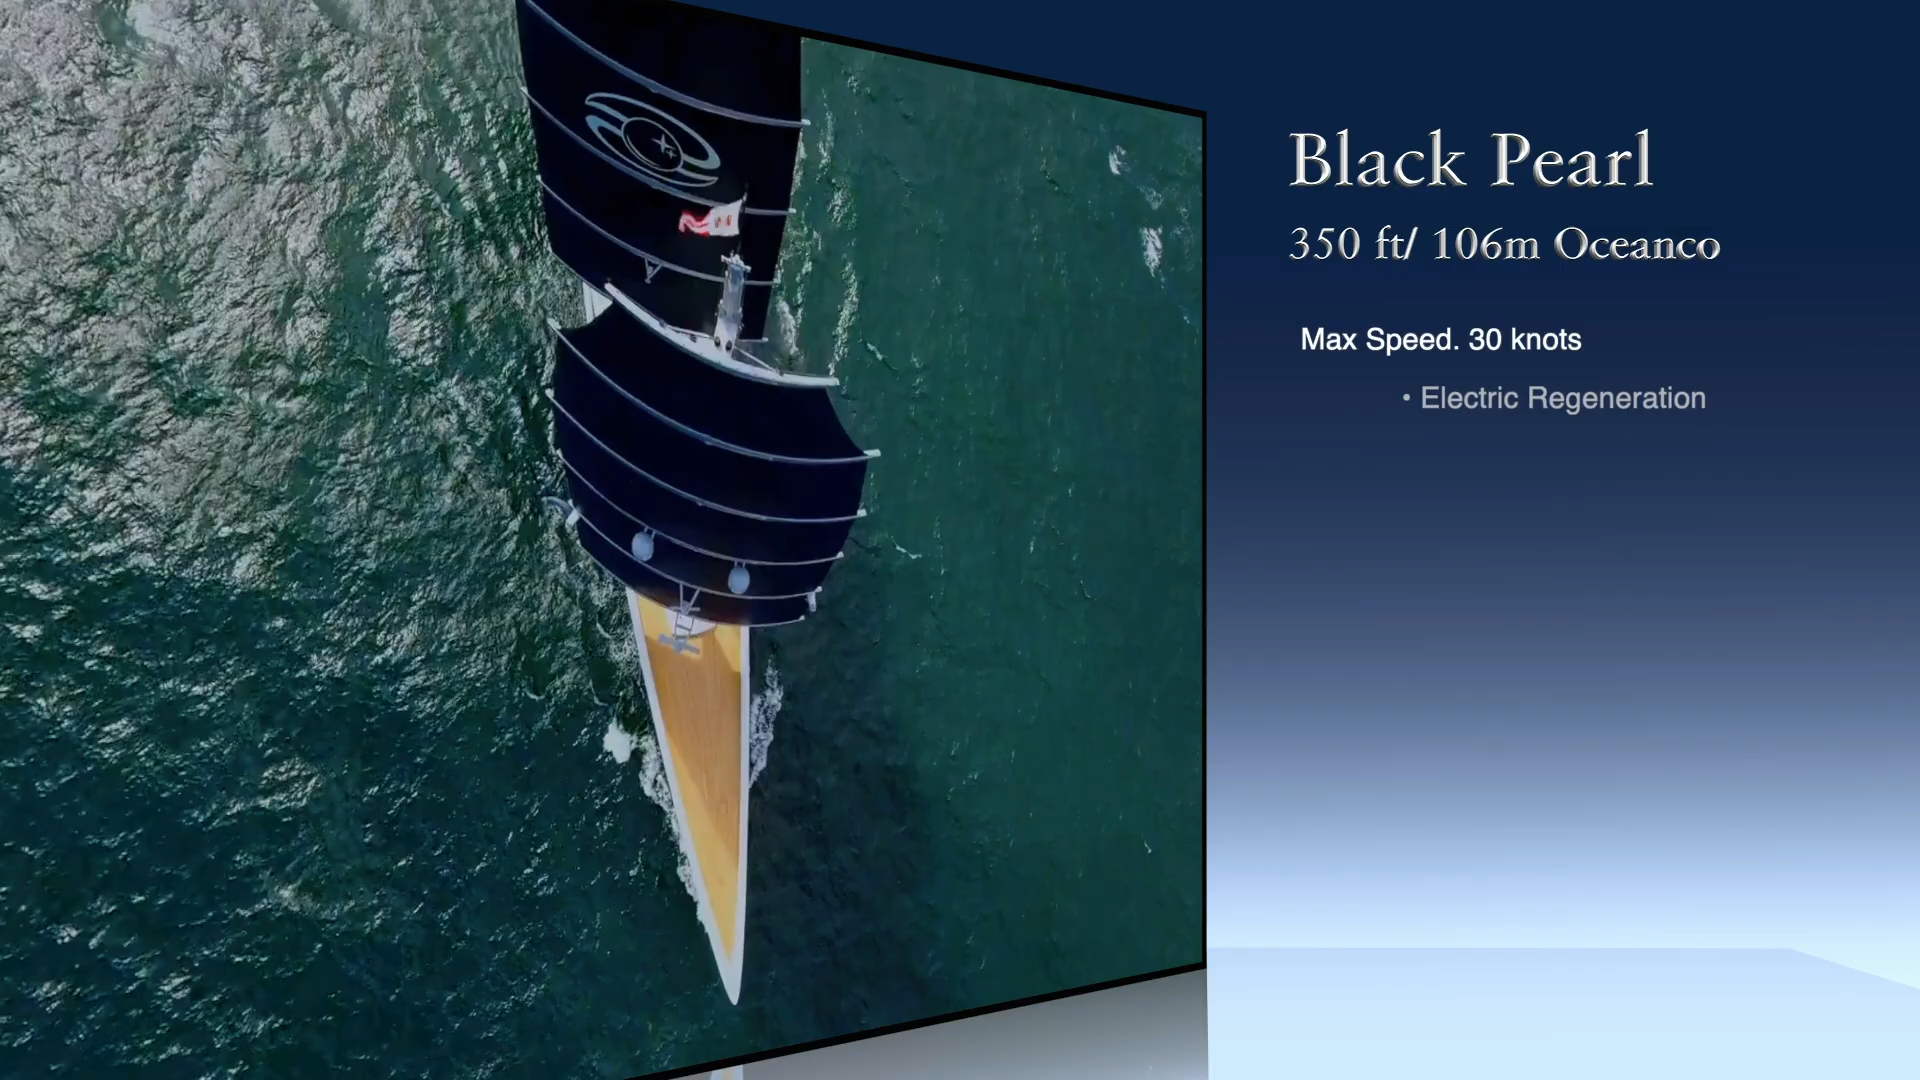 Black Pearl
350 ft/ 106m Oceanco
Max Speed. 30 knots
• Electric Regeneration